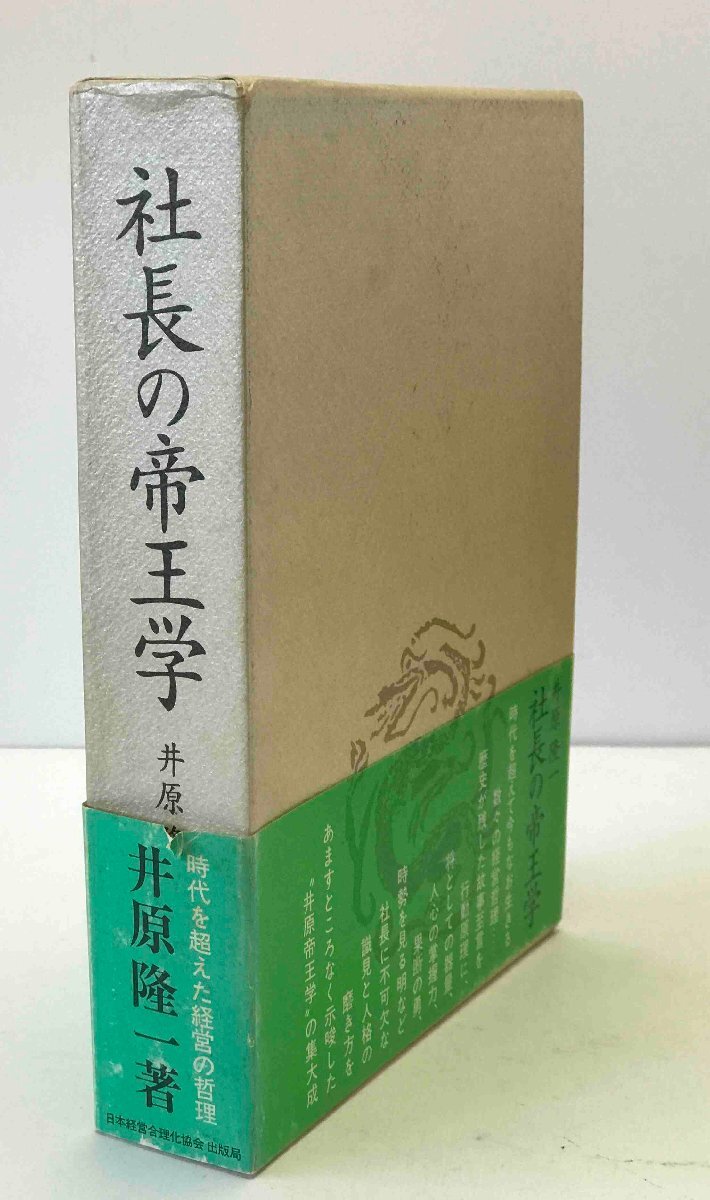 社長の帝王学
井原
時代を超えた経営の哲理
井原隆一著
日本経営合理化協会 出版局
井原隆一
社長の帝王学
時代を超えて今もなお生きる
数々の経営哲理…
歴史が残した故事至言を
行動原理に、
将としての器量、
人心の掌握力、
果断の勇、
時勢を見る明など
社長に不可欠な
識見と人格の
磨き方を
あますところなく示唆した
“井原帝王学”の集大成